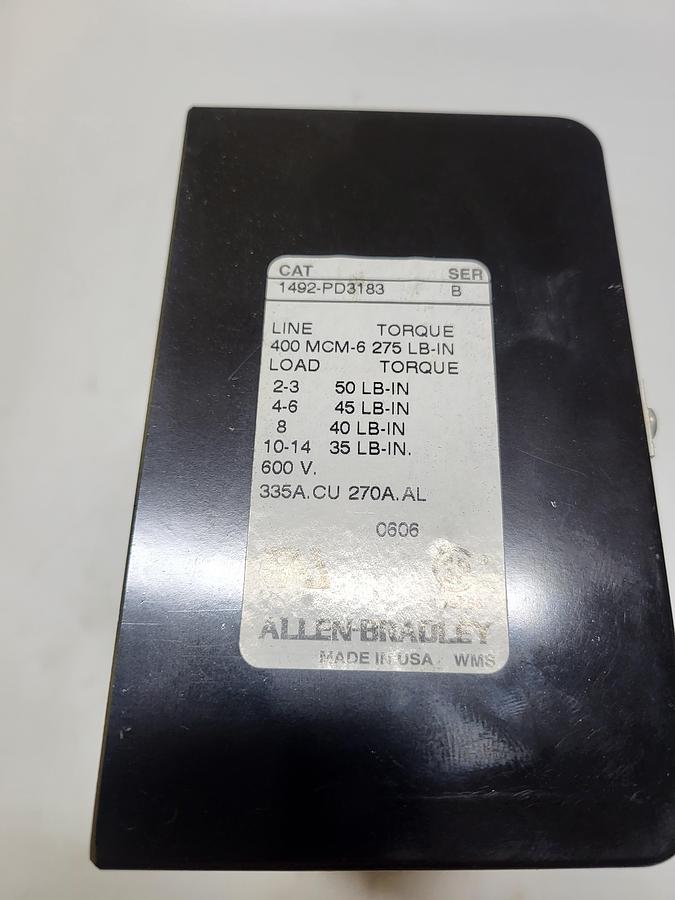 CAT SER
1492-PD3183 B
LINE TORQUE
400 MCM-6 275 LB-IN
LOAD TORQUE
2-3 50 LB-IN
4-6 45 LB-IN
8 40 LB-IN
10-14 35 LB-IN.
600 V.
335A.CU 270A.AL
0606
ALLEN-BRADLEY
MADE IN USA WMS